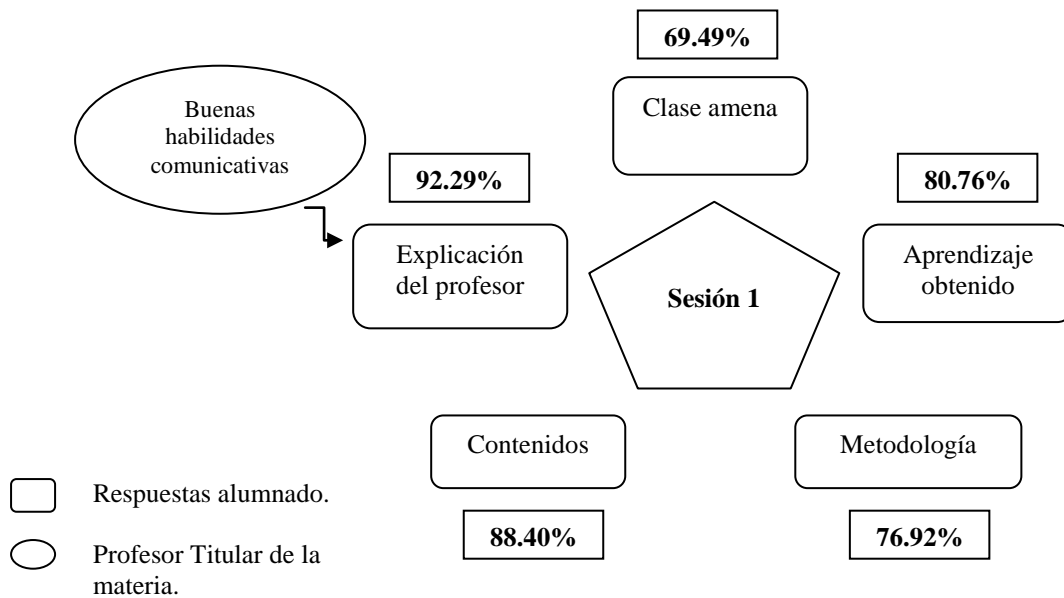 69.49%
Clase amena
Buenas
habilidades
comunicativas
92.29%
Explicación
del profesor
80.76%
Aprendizaje
obtenido
Sesión 1
Contenidos
88.40%
Metodología
76.92%
Respuestas alumnado.
Profesor Titular de la
materia.